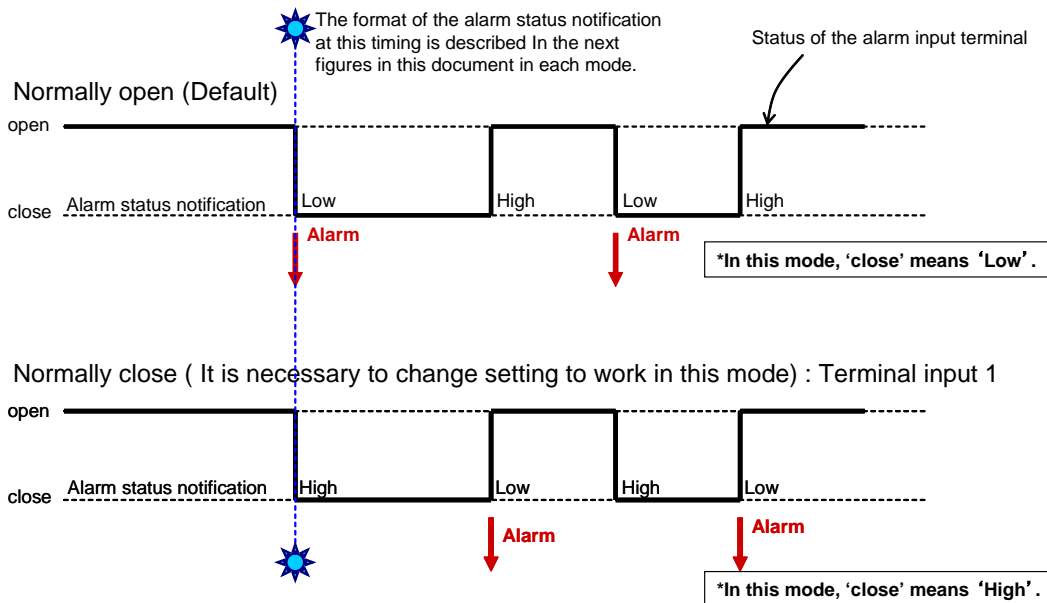 The format of the alarm status notification
at this timing is described In the next
figures in this document in each mode.
Status of the alarm input terminal
Normally open (Default)
open
close
Alarm status notification
Low
High
Low
High
Alarm
Alarm
*In this mode, ‘close’ means ‘Low’.
Normally close ( It is necessary to change setting to work in this mode) : Terminal input 1
open
close
Alarm status notification
High
Low
High
Low
Alarm
Alarm
*In this mode, ‘close’ means ‘High’.